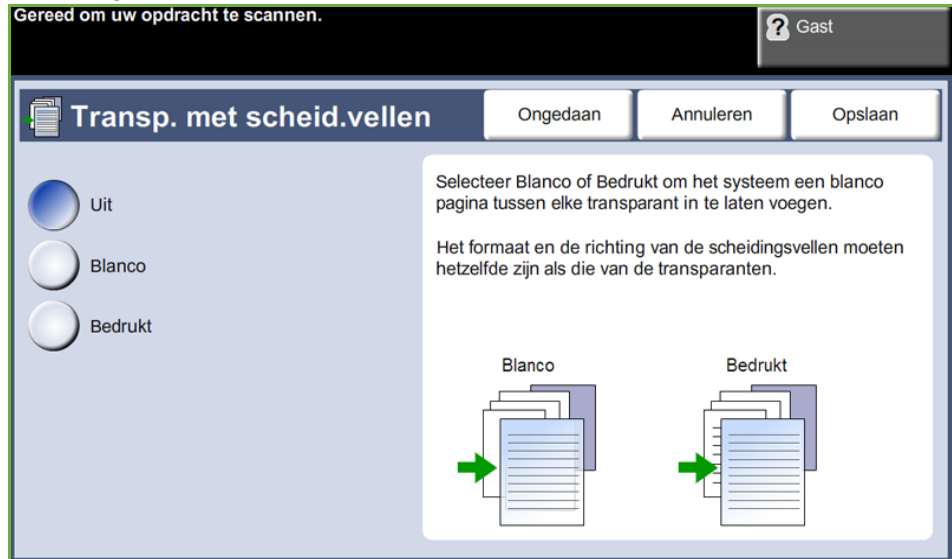 Gereed om uw opdracht te scannen.
? Gast
Transp. met scheid.vellen
Ongedaan
Annuleren
Opslaan
Uit
Blanco
Bedrukt
Selecteer Blanco of Bedrukt om het systeem een blanco
pagina tussen elke transparant in te laten voegen.
Het formaat en de richting van de scheidingsvellen moeten
hetzelfde zijn als die van de transparanten.
Blanco
Bedrukt